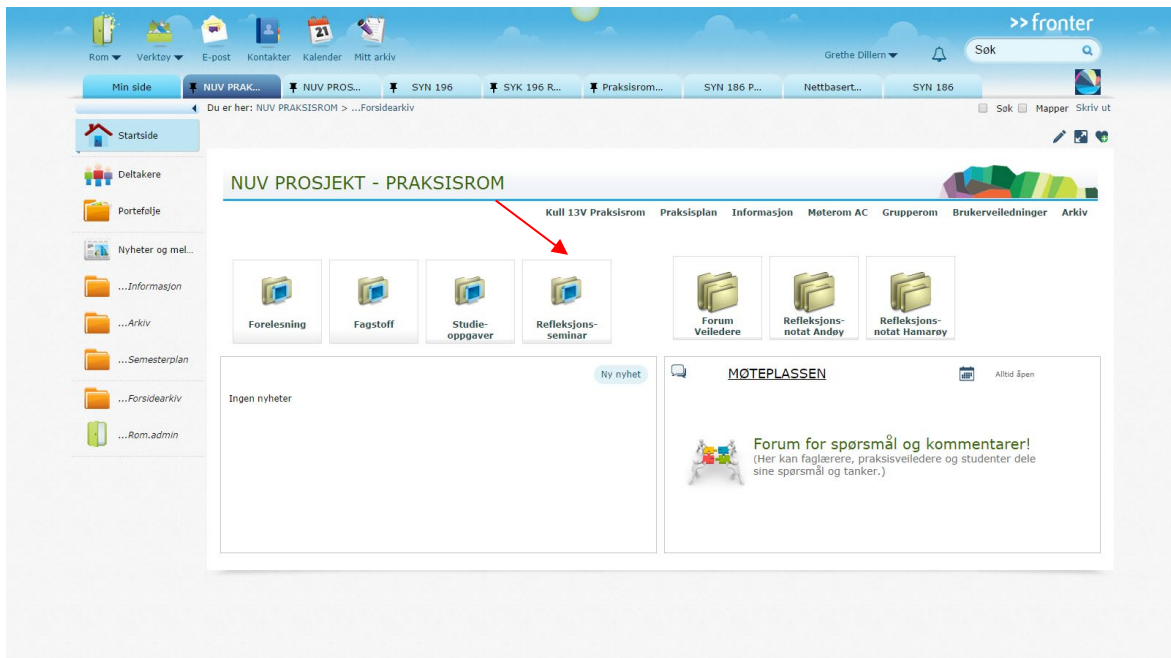 >> fronter
21
Rom Verktøy E-post Kontakter Kalender Mitt arkiv Grethe Dillern Søk
Min side NUV PRAK... NUV PROS... SYN 196 SYK 196 R... Praksisrom... SYN 186 P... Nettbasert... SYN 186
Du er her: NUV PRAKSISROM > ...Forsidearkiv Søk Mapper Skriv ut
Startside
Deltakere
Portefølje
Nyheter og mel...
...Informasjon
...Arkiv
...Semesterplan
...Forsidearkiv
...Rom.admin
NUV PROSJEKT - PRAKSISROM
Kull 13V Praksisrom Praksisplan Informasjon Møterom AC Grupperom Brukerveiledninger Arkiv
Forelesning
Fagstoff
Studie-
oppgaver
Refleksjons-
seminar
Forum
Veiledere
Refleksjons-
notat Andøy
Refleksjons-
notat Hamarøy
Ny nyhet
Ingen nyheter
MØTEPLASSEN Alltid åpen
Forum for spørsmål og kommentarer!
(Her kan faglærere, praksisveiledere og studenter dele
sine spørsmål og tanker.)